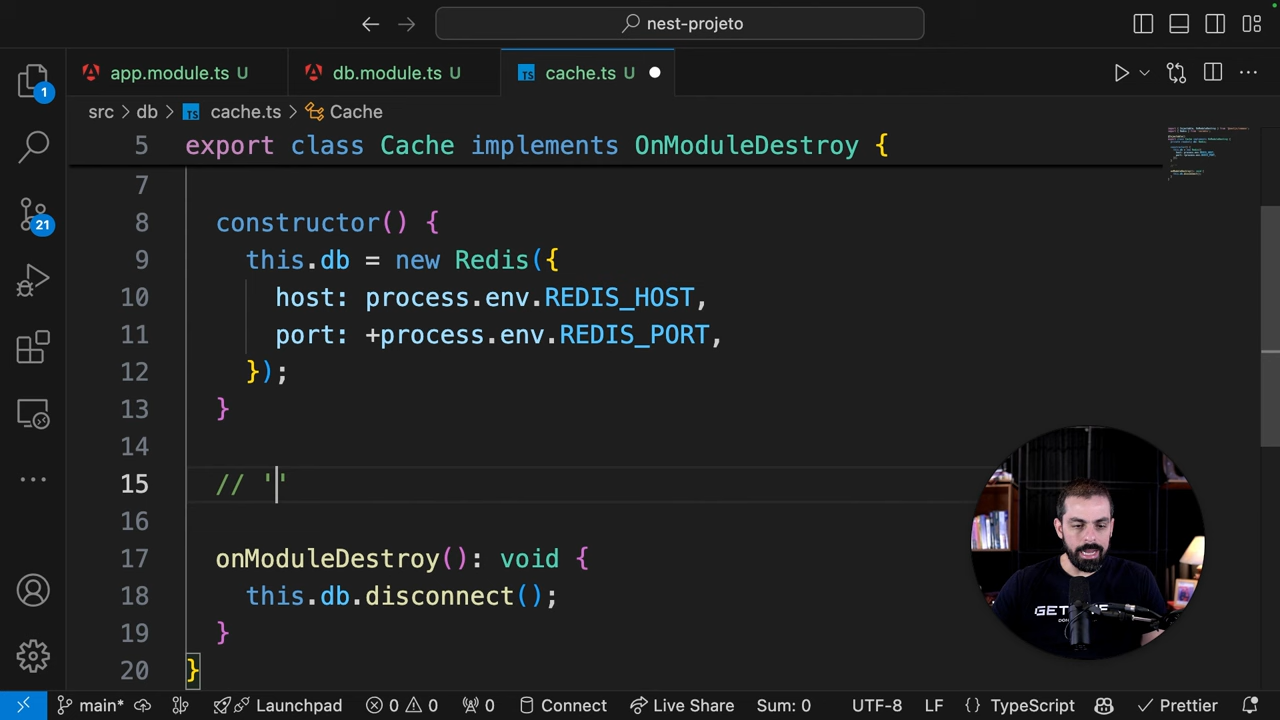 nest-projeto
app.module.ts U
db.module.ts U
TS cache.ts U
src > db > TS cache.ts > Cache
5 export class Cache implements OnModuleDestroy {
7
8 constructor() {
9 this.db = new Redis({
10 host: process.env.REDIS_HOST,
11 port: +process.env.REDIS_PORT,
12 });
13 }
14
15 // ''
16
17 onModuleDestroy(): void {
18 this.db.disconnect();
19 }
20 }
1
21
main* Launchpad 0 0 0 Connect Live Share Sum: 0 UTF-8 LF {} TypeScript Prettier